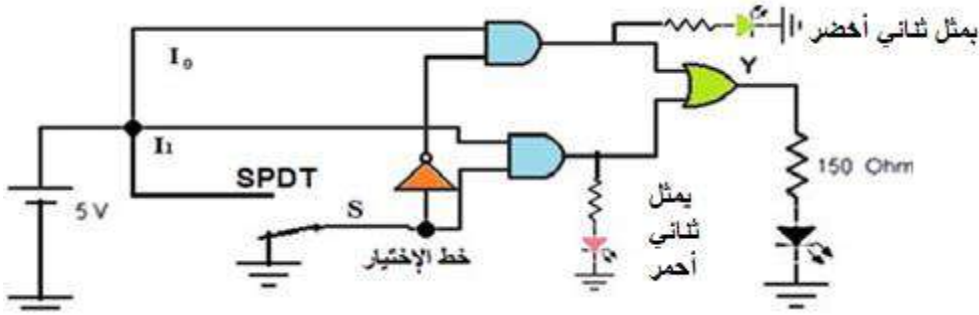 يمثل ثنائي أخضر
I₀
Y
I₁
SPDT
150 Ohm
5 V
S
يمثل
ثنائي
أحمر
خط الإختيار